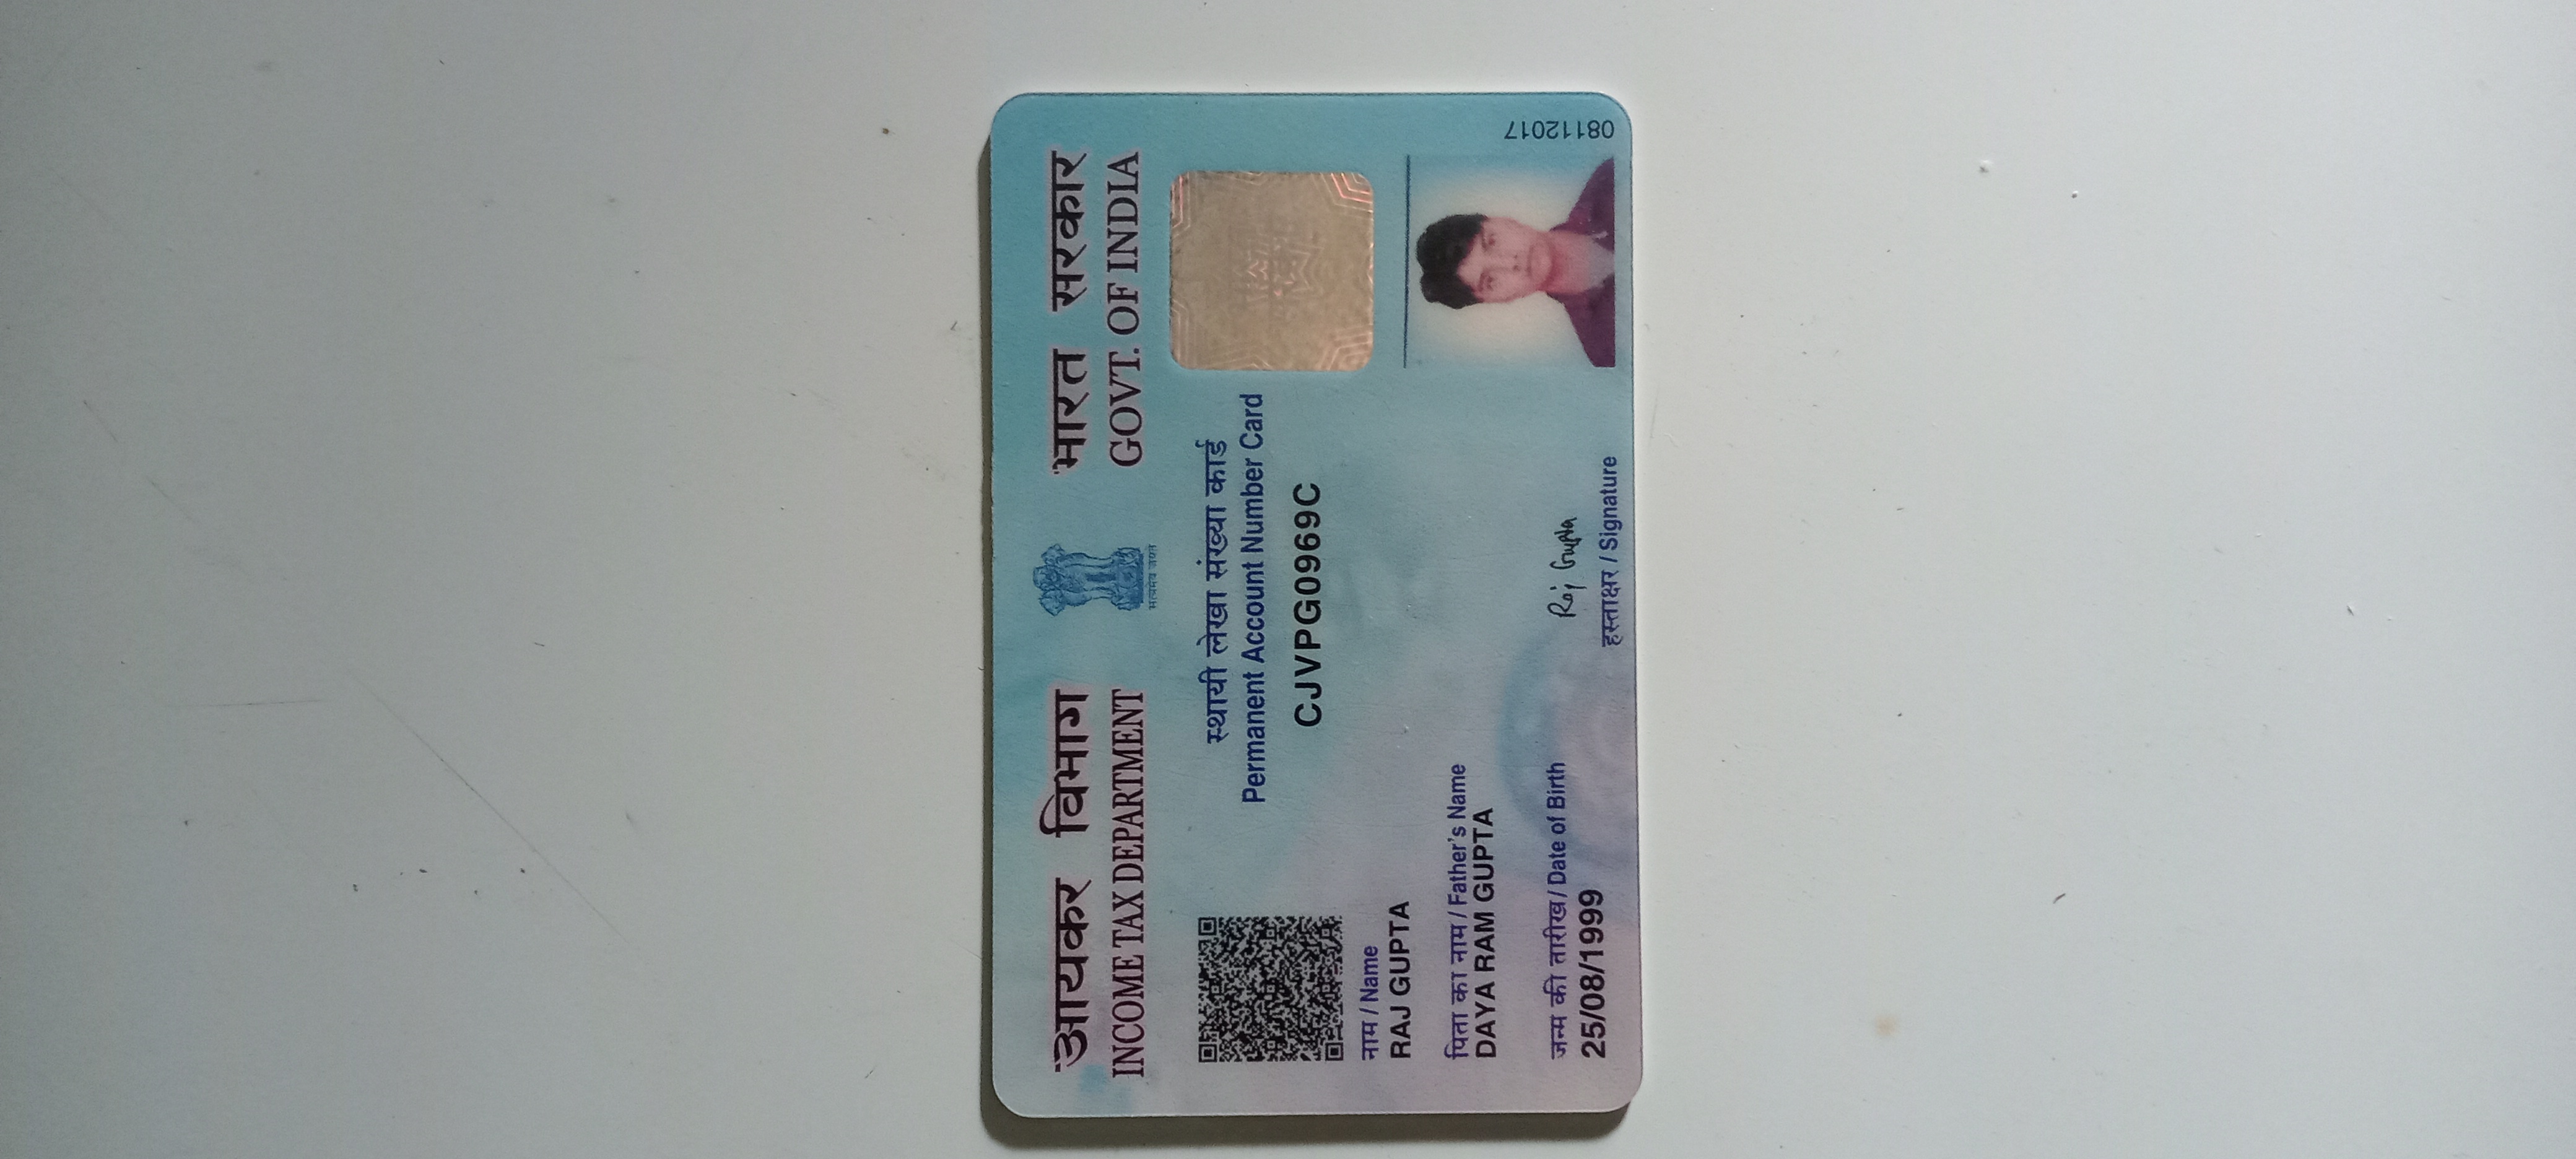 आयकर विभाग
INCOME TAX DEPARTMENT
सत्यमेव जयते
भारत सरकार
GOVT. OF INDIA
स्थायी लेखा संख्या कार्ड
Permanent Account Number Card
CJVPG0969C
नाम / Name
RAJ GUPTA
पिता का नाम / Father's Name
DAYA RAM GUPTA
जन्म की तारीख / Date of Birth
25/08/1999
Raj Gupta
हस्ताक्षर / Signature
08112017